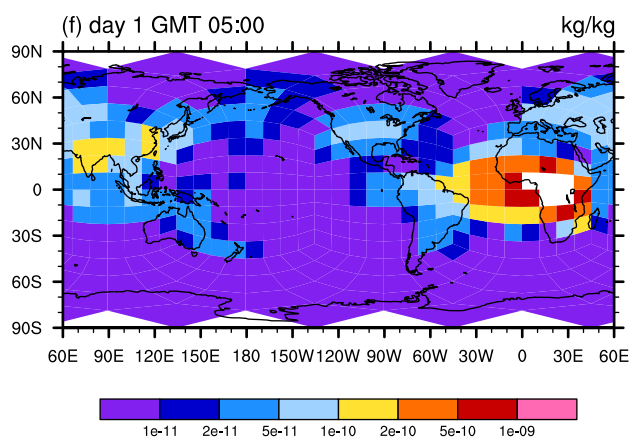 (f) day 1 GMT 05:00 kg/kg
90N
60N
30N
0
30S
60S
90S
60E 90E 120E 150E 180 150W 120W 90W 60W 30W 0 30E 60E
1e-11 2e-11 5e-11 1e-10 2e-10 5e-10 1e-09